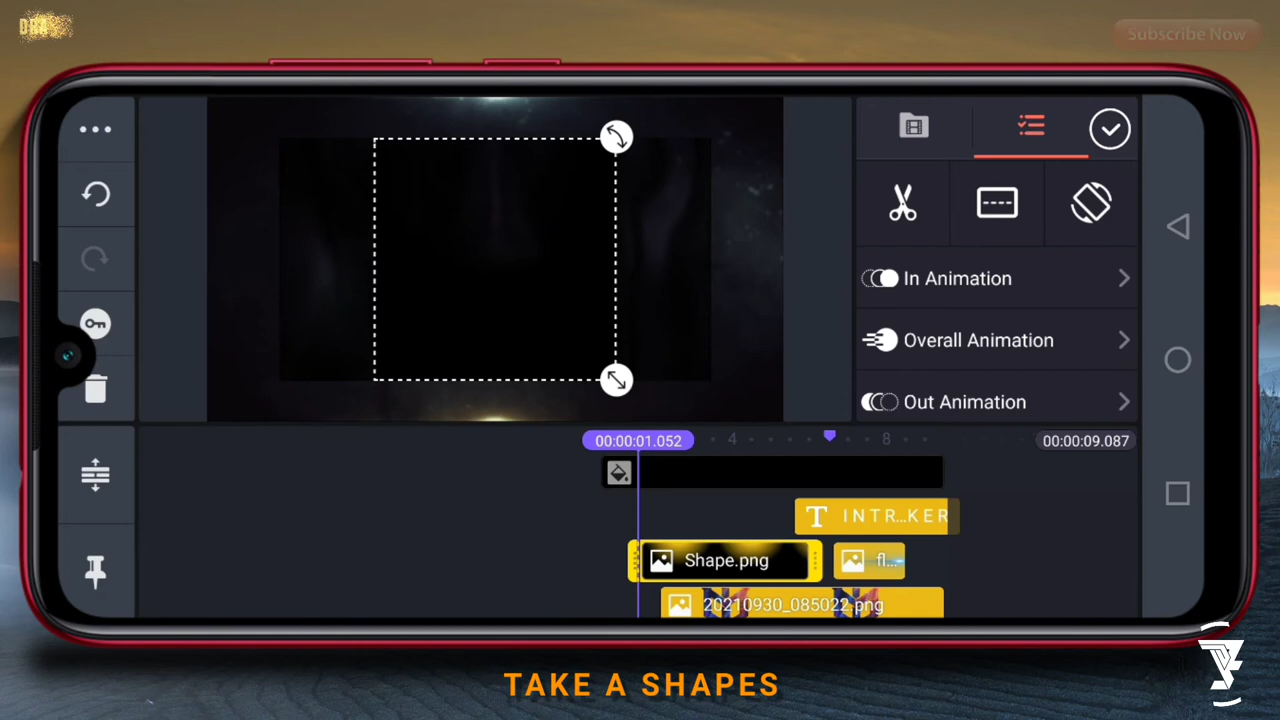 Subscribe Now
In Animation
Overall Animation
Out Animation
00:00:01.052
4
8
00:00:09.087
T INTR...KER
Shape.png
fl...
20210930_085022.png
TAKE A SHAPES